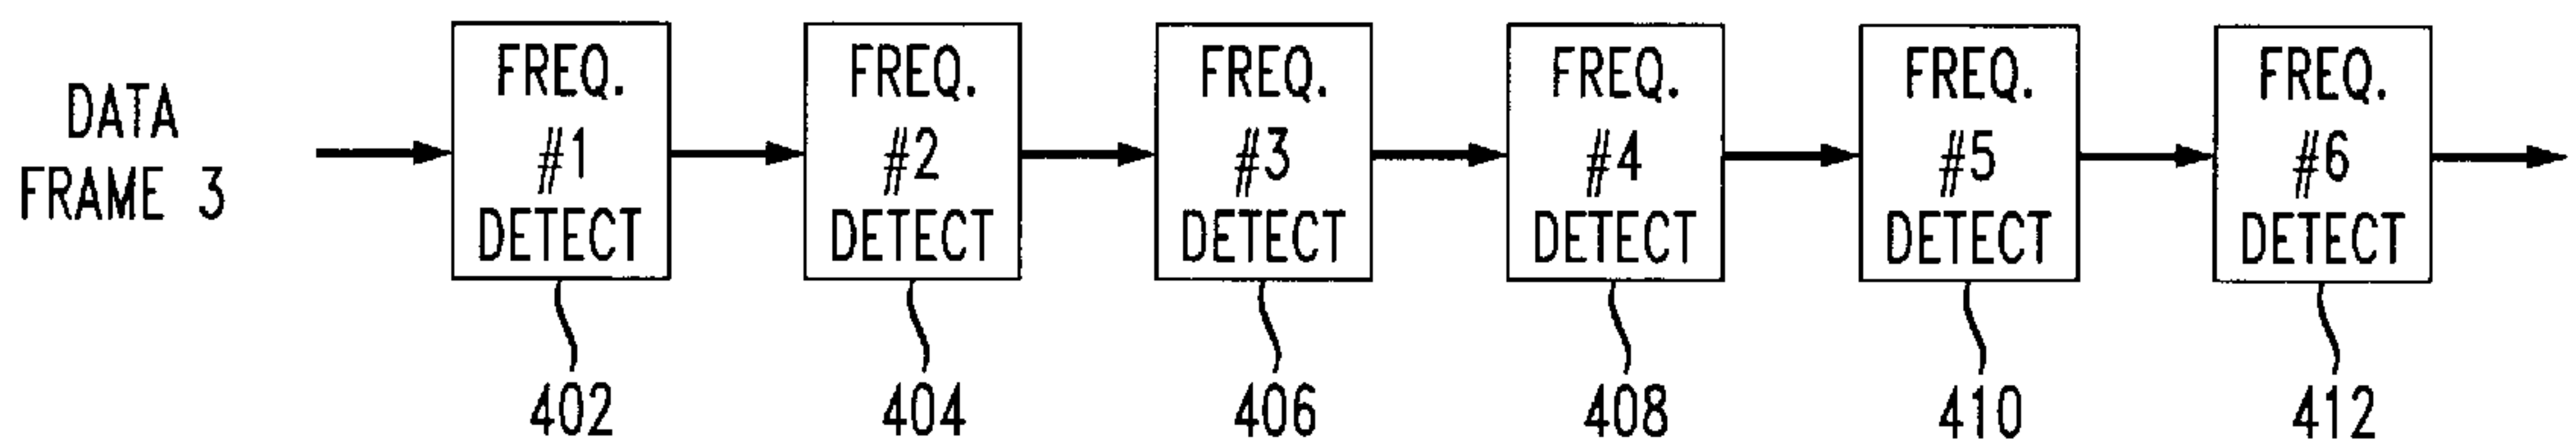 DATA
FRAME 3
FREQ.
#1
DETECT
FREQ.
#2
DETECT
FREQ.
#3
DETECT
FREQ.
#4
DETECT
FREQ.
#5
DETECT
FREQ.
#6
DETECT
402
404
406
408
410
412